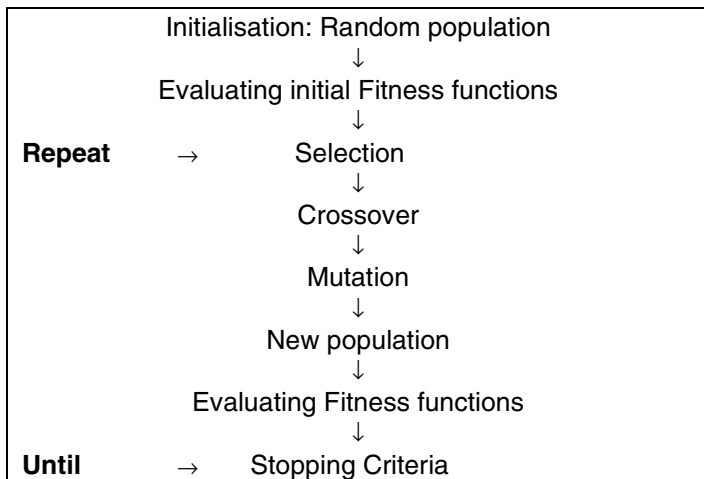 Initialisation: Random population
↓
Evaluating initial Fitness functions
↓
Repeat → Selection
↓
Crossover
↓
Mutation
↓
New population
↓
Evaluating Fitness functions
↓
Until → Stopping Criteria